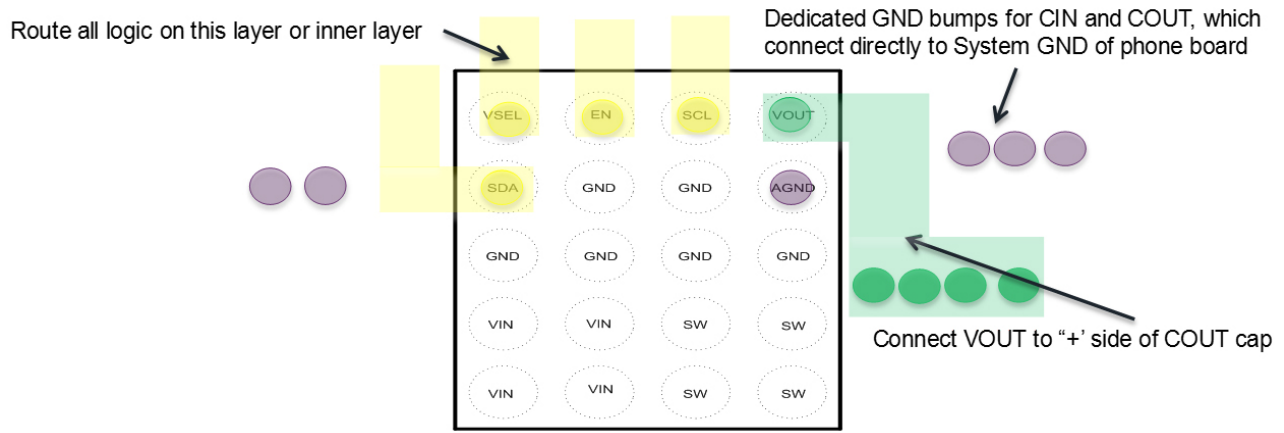 Route all logic on this layer or inner layer
Dedicated GND bumps for CIN and COUT, which
connect directly to System GND of phone board
VSEL EN SCL VOUT
SDA GND GND AGND
GND GND GND GND
VIN VIN SW SW
VIN VIN SW SW
Connect VOUT to “+’ side of COUT cap